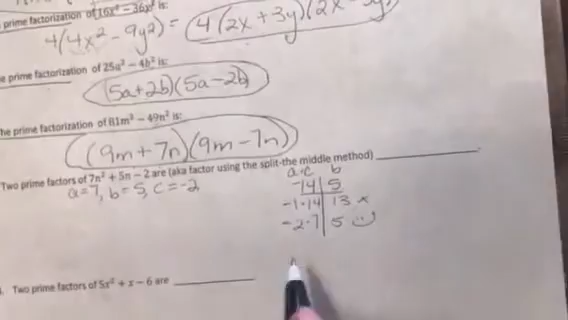 prime factorization of 16x² − 36y² is:
4(4x² − 9y²) = 4(2x + 3y)(2x − 3y)
e prime factorization of 25a² − 4b² is:
(5a + 2b)(5a − 2b)
he prime factorization of 81m² − 49n² is:
(9m + 7n)(9m − 7n)
Two prime factors of 7n² + 5n − 2 are (aka factor using the split-the middle method)
a = 7, b = 5, c = −2
a·c b
−14 5
−1·14 13 x
−2·7 5
Two prime factors of 5x² + x − 6 are